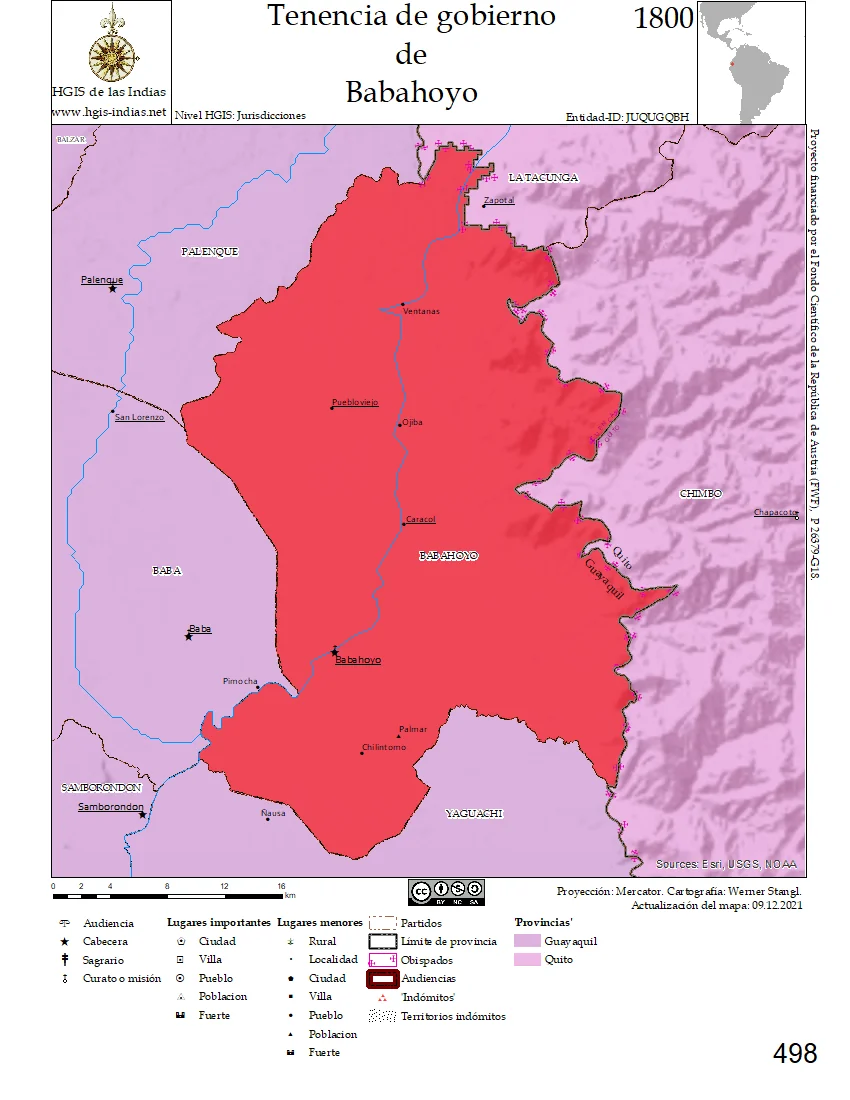 Tenencia de gobierno
de
Babahoyo
1800
HGIS de las Indias
www.hgis-indias.net
Nivel HGIS: Jurisdicciones
Entidad-ID: JUQUGQBH
BALZAR
LA TACUNGA
Zapotal
PALENQUE
Palenque
Ventanas
Puebloviejo
San Lorenzo
Ojiba
CHIMBO
Chapacoto
Caracol
BABAHOYO
Quito
Guayaquil
BABA
Baba
Babahoyo
Pimocha
Palmar
Chilintomo
SAMBORONDON
Samborondon
Ñausa
YAGUACHI
Sources: Esri, USGS, NOAA
Proyecto financiado por el Fondo Científico de la República de Austria (FWF), P 26379-G18.
0 2 4 8 12 16
km
CC BY NC SA
Proyección: Mercator. Cartografía: Werner Stangl.
Actualización del mapa: 09.12.2021
Audiencia
Cabecera
Sagrario
Curato o misión
Lugares importantes
Ciudad
Villa
Pueblo
Poblacion
Fuerte
Lugares menores
Rural
Localidad
Ciudad
Villa
Pueblo
Poblacion
Fuerte
Partidos
Límite de provincia
Obispados
Audiencias
'Indómitos'
Territorios indómitos
'Provincias'
Guayaquil
Quito
498